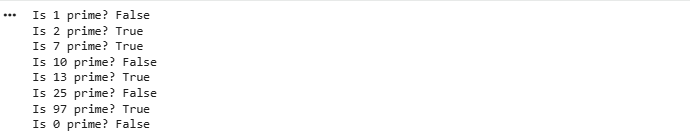 Is 1 prime? False
Is 2 prime? True
Is 7 prime? True
Is 10 prime? False
Is 13 prime? True
Is 25 prime? False
Is 97 prime? True
Is 0 prime? False